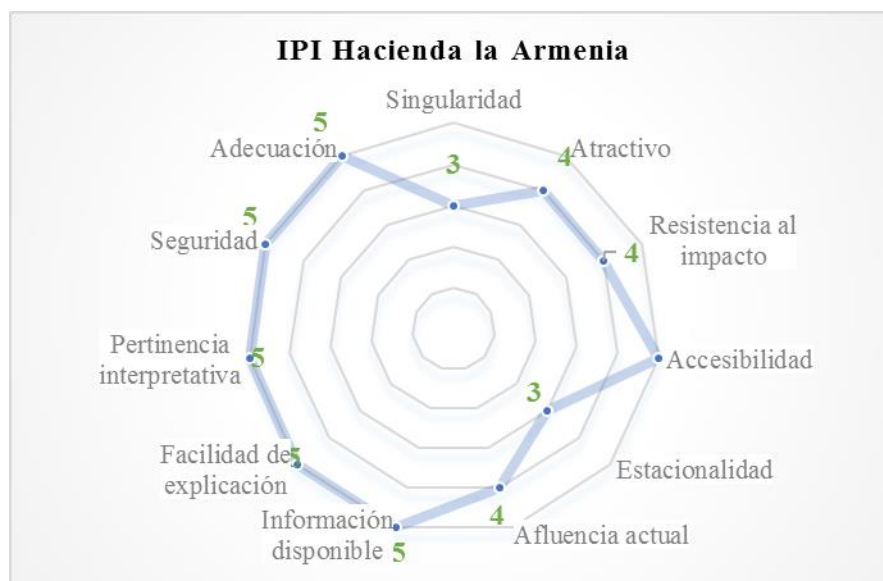 IPI Hacienda la Armenia
Singularidad
5
Adecuación
3
4
Atractivo
5
Seguridad
Resistencia al
impacto
4
Pertinencia
interpretativa
5
Accesibilidad
3
Facilidad de
explicación
5
Estacionalidad
Información
disponible
5
4
Afluencia actual